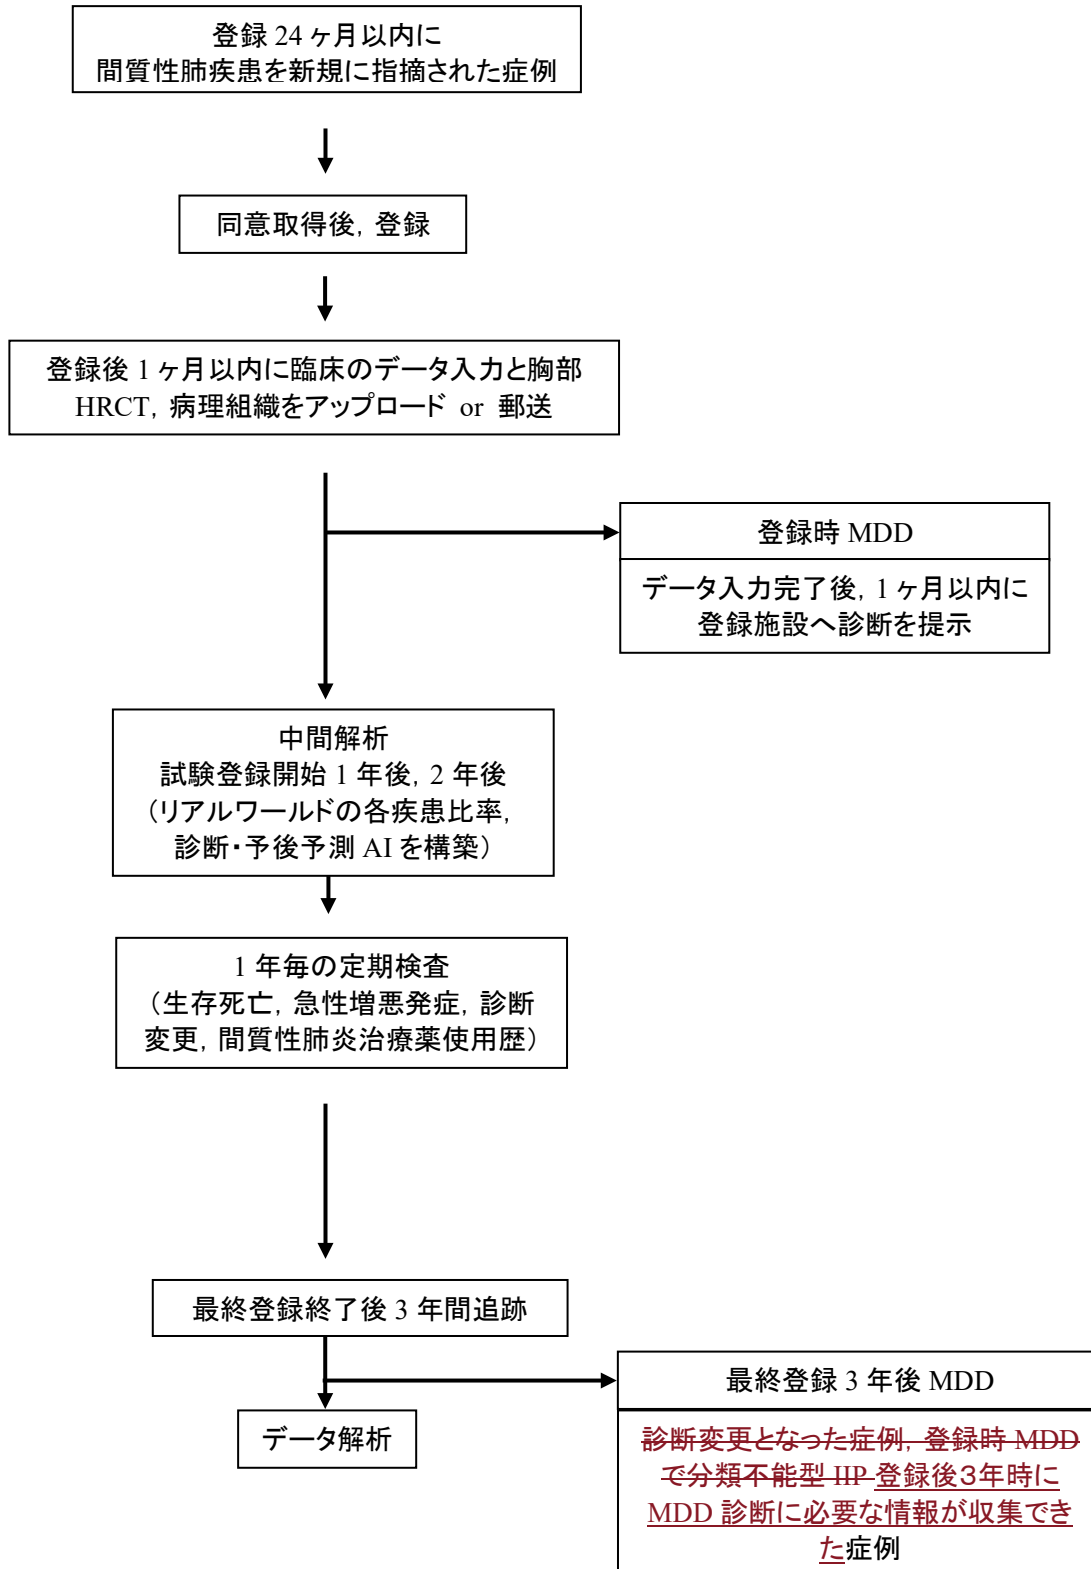 登録 24 ヶ月以内に
間質性肺疾患を新規に指摘された症例
同意取得後, 登録
登録後 1 ヶ月以内に臨床のデータ入力と胸部
HRCT, 病理組織をアップロード or 郵送
登録時 MDD
データ入力完了後, 1 ヶ月以内に
登録施設へ診断を提示
中間解析
試験登録開始 1 年後, 2 年後
（リアルワールドの各疾患比率,
診断・予後予測 AI を構築）
1 年毎の定期検査
（生存死亡, 急性増悪発症, 診断
変更, 間質性肺炎治療薬使用歴）
最終登録終了後 3 年間追跡
最終登録 3 年後 MDD
データ解析
診断変更となった症例, 登録時 MDD
で分類不能型 IIP 登録後３年時に
MDD 診断に必要な情報が収集でき
た症例